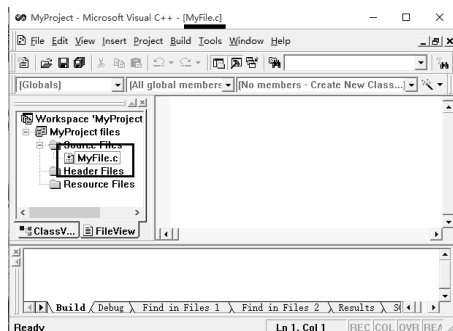 MyProject - Microsoft Visual C++ - [MyFile.c]
File Edit View Insert Project Build Tools Window Help
(Globals) [All global members [No members - Create New Class...]
Workspace 'MyProject
MyProject files
Source Files
MyFile.c
Header Files
Resource Files
ClassV... FileView
Build Debug Find in Files 1 Find in Files 2 Results
Ready Ln 1, Col 1 REC COL OVR REA